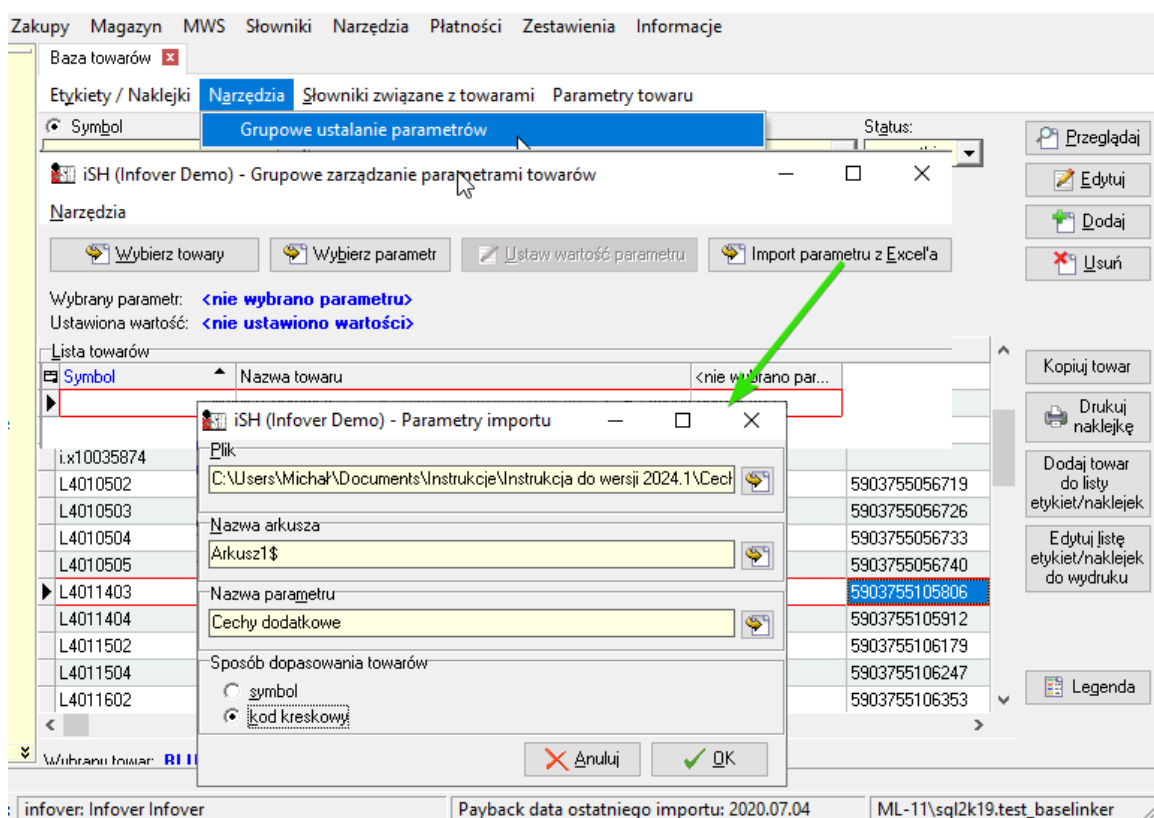 Zakupy Magazyn MWS Słowniki Narzędzia Płatności Zestawienia Informacje
Baza towarów
Etykiety / Naklejki Narzędzia Słowniki związane z towarami Parametry towaru
Symbol
Grupowe ustalanie parametrów
Status:
Przeglądaj
iSH (Infover Demo) - Grupowe zarządzanie parametrami towarów
Edytuj
Narzędzia
Dodaj
Wybierz towary Wybierz parametr Ustaw wartość parametru Import parametru z Excel'a
Usuń
Wybrany parametr: <nie wybrano parametru>
Ustawiona wartość: <nie ustawiono wartości>
Lista towarów
Symbol Nazwa towaru <nie wybrano par...
Kopiuj towar
Drukuj
naklejkę
iSH (Infover Demo) - Parametry importu
Plik
i.x10035874
C:\Users\Michał\Documents\Instrukcje\Instrukcja do wersji 2024.1\Cech
Dodaj towar
do listy
etykiet/naklejek
L4010502 5903755056719
L4010503 5903755056726
Nazwa arkusza
L4010504 5903755056733
Arkusz1$
Edytuj listę
etykiet/naklejek
do wydruku
L4010505 5903755056740
L4011403 5903755105806
Nazwa parametru
Cechy dodatkowe
L4011404 5903755105912
L4011502 5903755106179
Sposób dopasowania towarów
L4011504 5903755106247
symbol
L4011602 5903755106353
kod kreskowy
Legenda
Anuluj OK
Wybrany towar:
infover: Infover Infover Payback data ostatniego importu: 2020.07.04 ML-11\sql2k19.test_baselinker